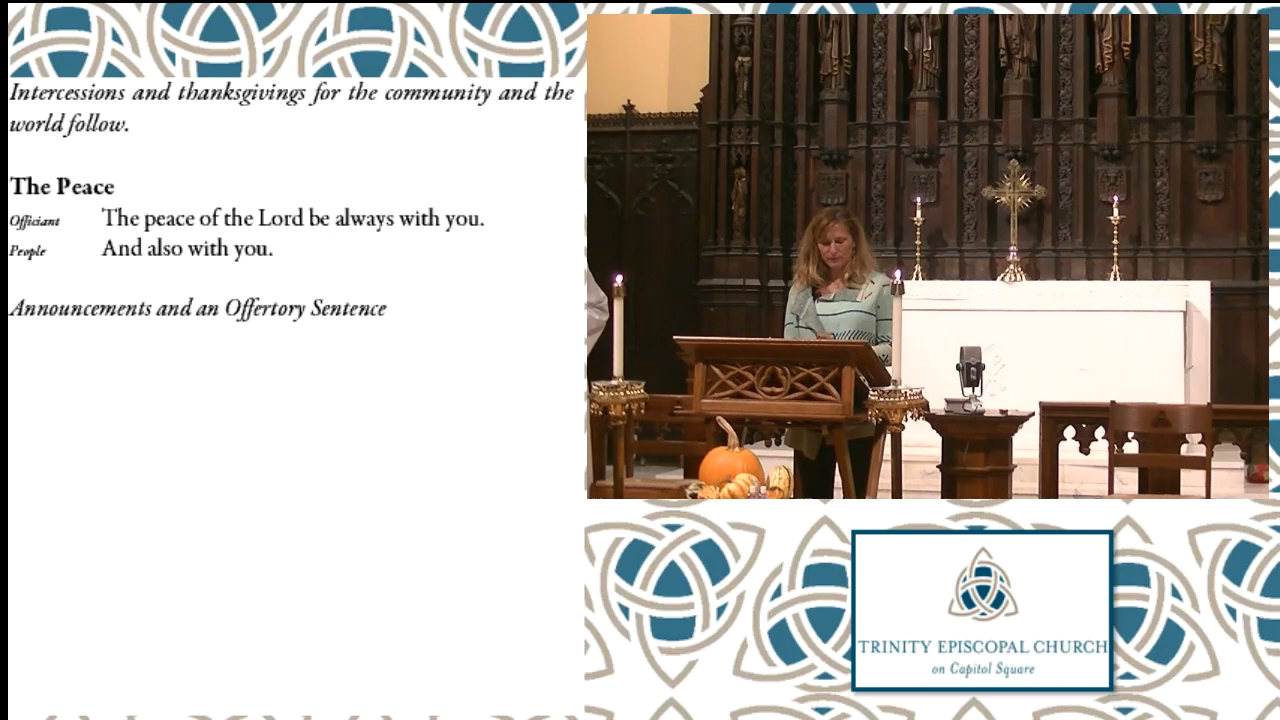 Intercessions and thanksgivings for the community and the
world follow.
The Peace
Officiant The peace of the Lord be always with you.
People And also with you.
Announcements and an Offertory Sentence
TRINITY EPISCOPAL CHURCH
on Capitol Square